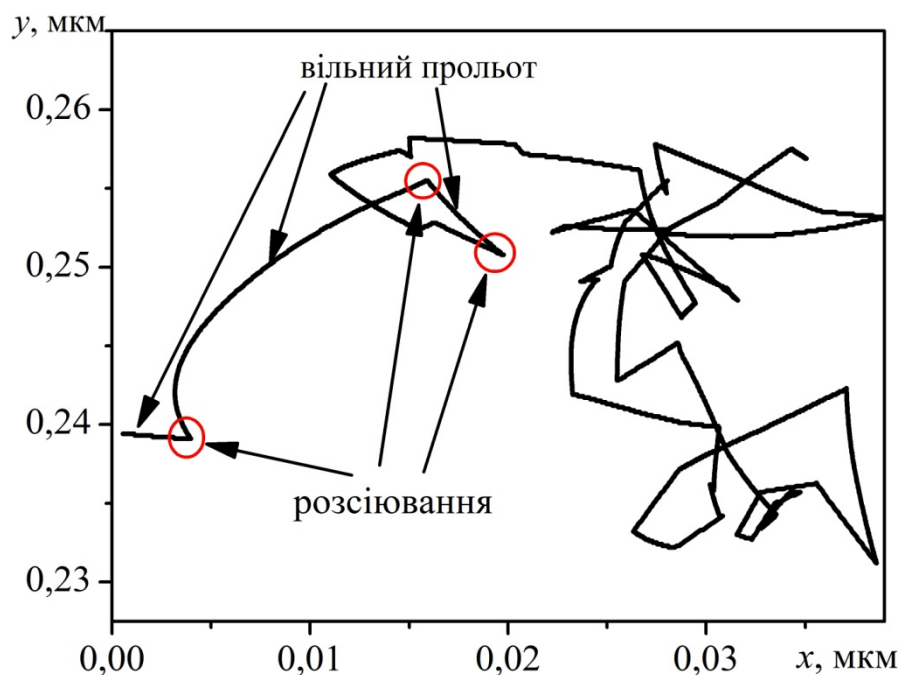 y, мкм
вільний прольот
0,26
0,25
0,24
розсіювання
0,23
0,00 0,01 0,02 0,03 x, мкм